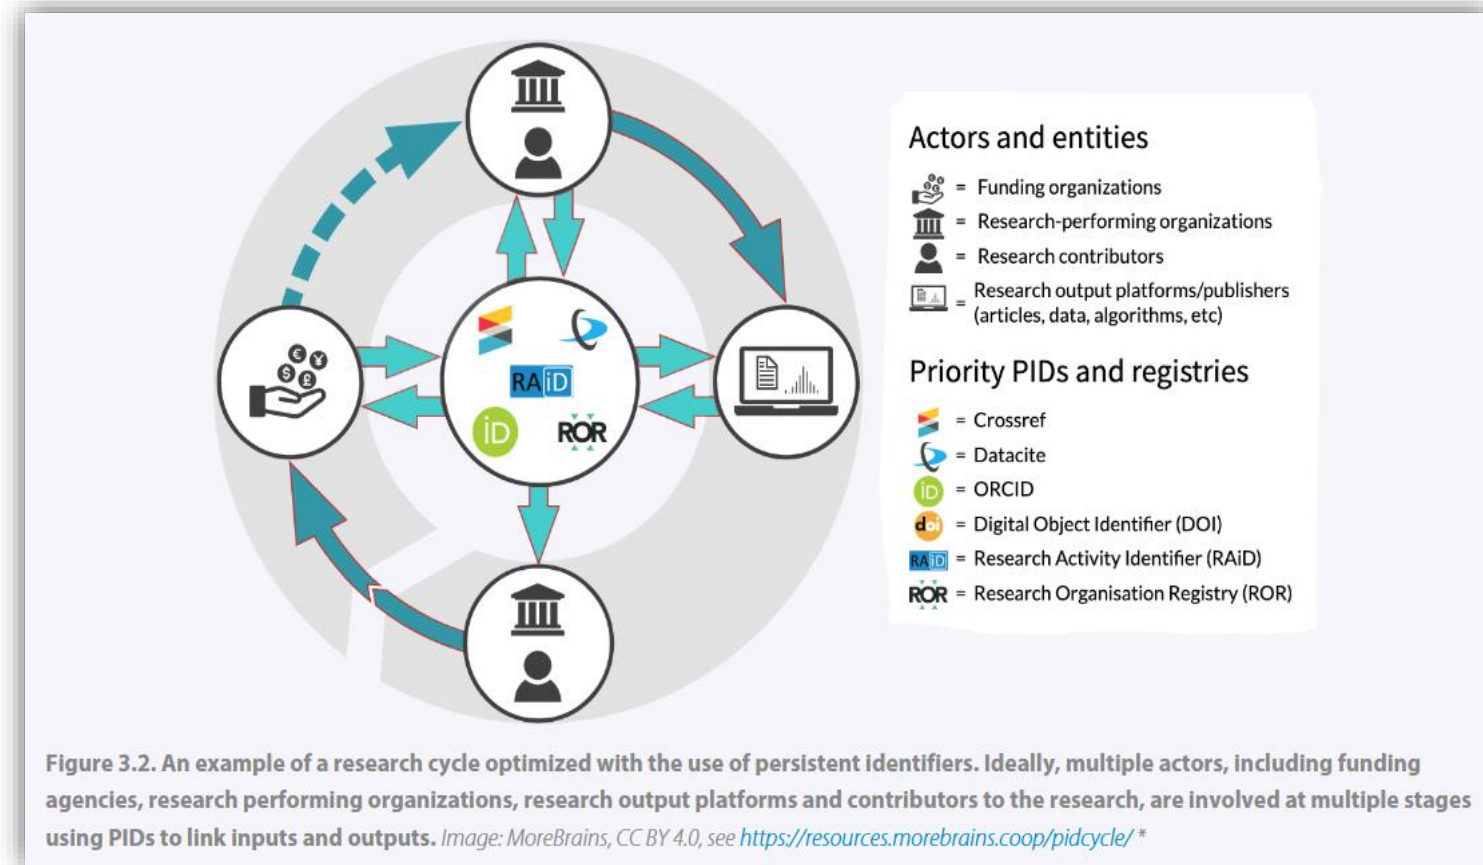 € ¥
$ £
RAiD
iD
ROR
Actors and entities
= Funding organizations
= Research-performing organizations
= Research contributors
= Research output platforms/publisher
(articles, data, algorithms, etc)
Priority PIDs and registries
= Crossref
= Datacite
iD = ORCID
doi = Digital Object Identifier (DOI)
RAiD = Research Activity Identifier (RAiD)
ROR = Research Organisation Registry (ROR)
Figure 3.2. An example of a research cycle optimized with the use of persistent identifiers. Ideally, multiple actors, including funding
agencies, research performing organizations, research output platforms and contributors to the research, are involved at multiple stages
using PIDs to link inputs and outputs. Image: MoreBrains, CC BY 4.0, see https://resources.morebrains.coop/pidcycle/ *